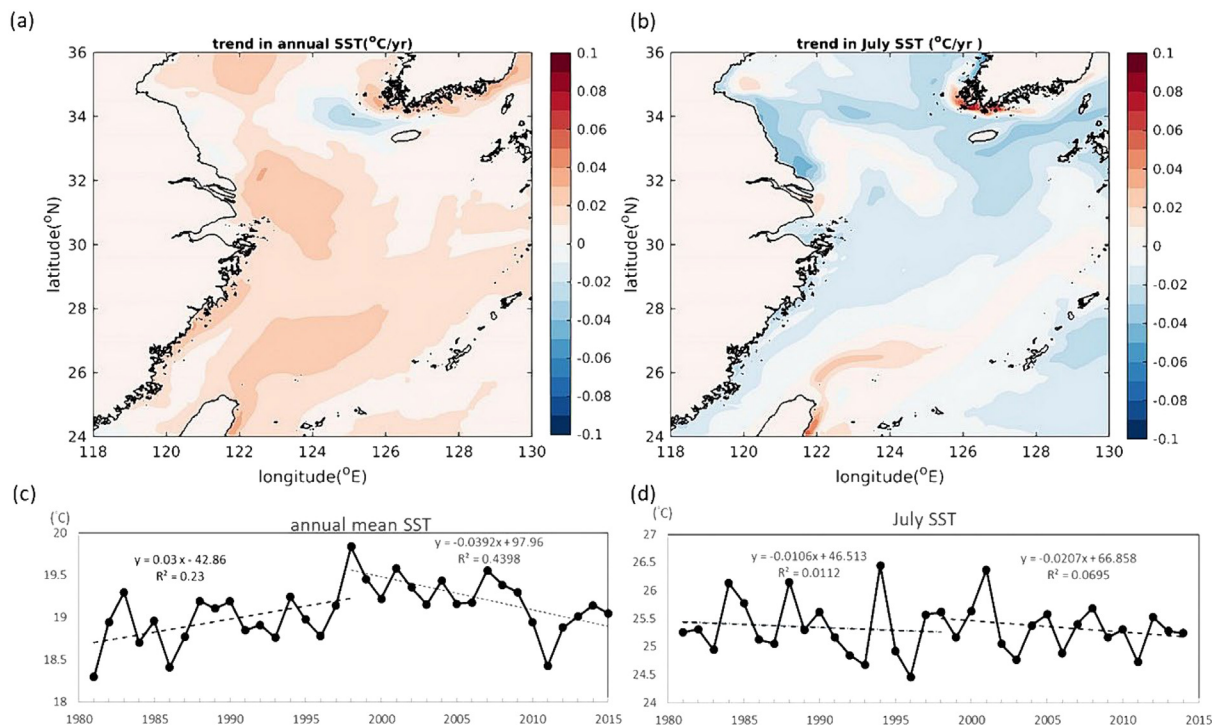 (a)
trend in annual SST(°C/yr)
36
34
32
30
28
26
24
latitude(°N)
118 120 122 124 126 128 130
longitude(°E)
0.1
0.08
0.06
0.04
0.02
0
-0.02
-0.04
-0.06
-0.08
-0.1
(b)
trend in July SST (°C/yr )
36
34
32
30
28
26
24
latitude(°N)
118 120 122 124 126 128 130
longitude(°E)
0.1
0.08
0.06
0.04
0.02
0
-0.02
-0.04
-0.06
-0.08
-0.1
(c)
(°C)
annual mean SST
20
19.5
19
18.5
18
y = 0.03x - 42.86
R² = 0.23
y = -0.0392x + 97.96
R² = 0.4398
1980 1985 1990 1995 2000 2005 2010 2015
(d)
(°C)
July SST
27
26.5
26
25.5
25
24.5
24
y = -0.0106x + 46.513
R² = 0.0112
y = -0.0207x + 66.858
R² = 0.0695
1980 1985 1990 1995 2000 2005 2010 2015